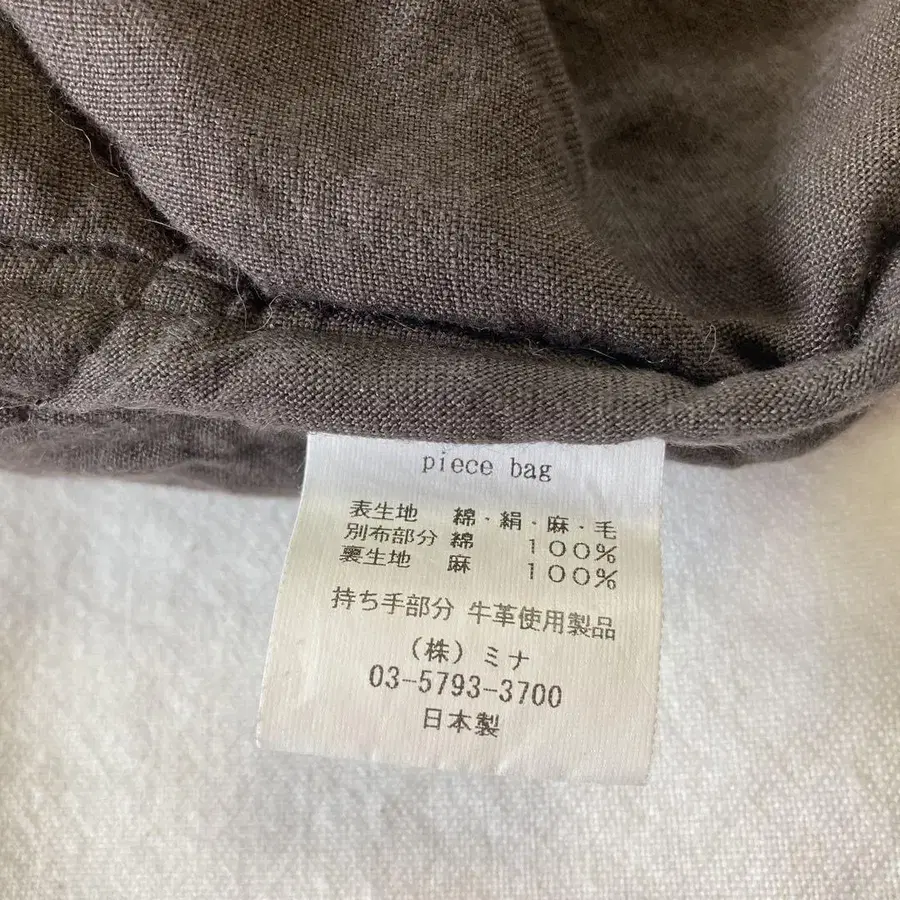 piece bag
表生地 綿・絹・麻・毛
別布部分 綿 100%
裏生地 麻 100%
持ち手部分 牛革使用製品
(株)ミナ
03-5793-3700
日本製